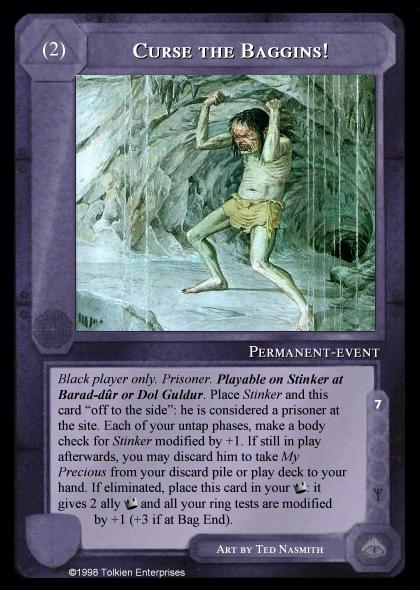 (2)
CURSE THE BAGGINS!
PERMANENT-EVENT
Black player only. Prisoner. Playable on Stinker at
Barad-dûr or Dol Guldur. Place Stinker and this
card “off to the side”: he is considered a prisoner at
the site. Each of your untap phases, make a body
check for Stinker modified by +1. If still in play
afterwards, you may discard him to take My
Precious from your discard pile or play deck to your
hand. If eliminated, place this card in your : it
gives 2 ally and all your ring tests are modified
by +1 (+3 if at Bag End).
7
ART BY TED NASMITH
©1998 Tolkien Enterprises